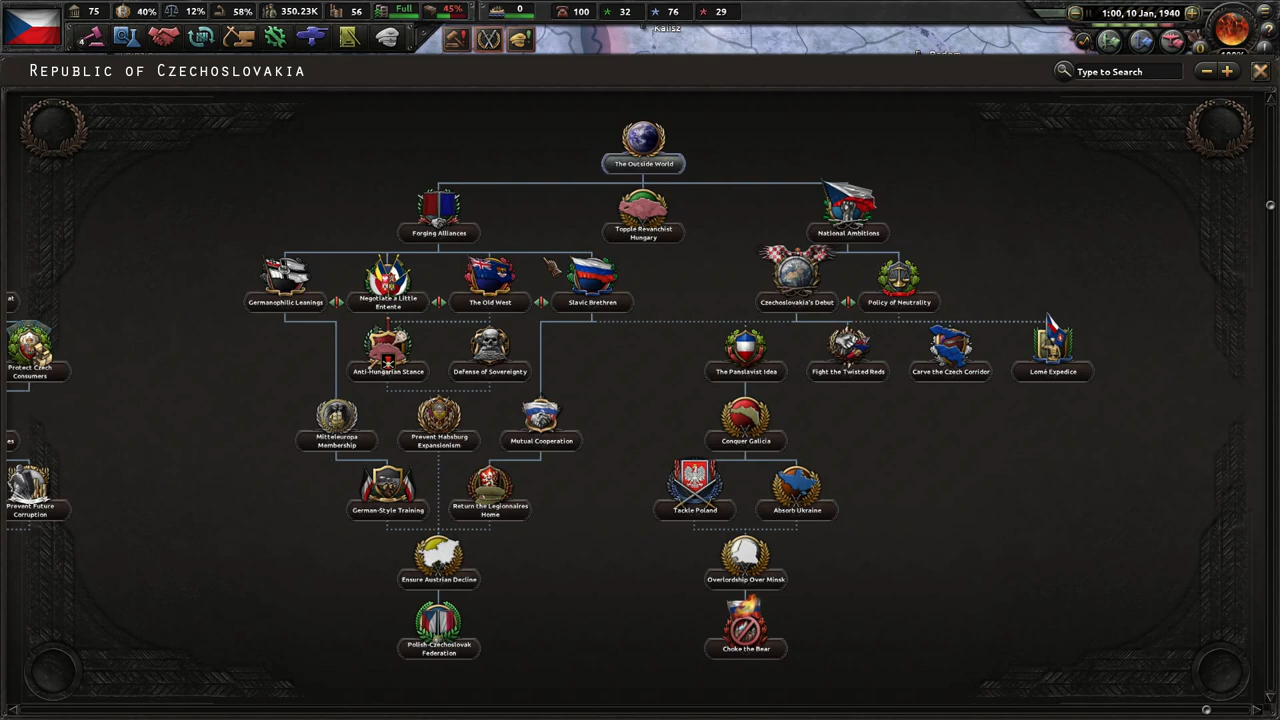 75 40% 12% 58% 350.23K 56 Full 45% 0 100 32 76 29 1:00, 10 Jan, 1940
4
Kalisz
0
REPUBLIC OF CZECHOSLOVAKIA
Type to Search
The Outside World
Forging Alliances
Topple Revanchist
Hungary
National Ambitions
at
Germanophilic Leanings
Negotiate a Little
Entente
The Old West
Slavic Brethren
Czechoslovakia's Debut
Policy of Neutrality
Protect Czech
Consumers
Anti-Hungarian Stance
Defense of Sovereignty
The Panslavist Idea
Fight the Twisted Reds
Carve the Czech Corridor
Lomé Expedice
es
Mitteleuropa
Membership
Prevent Habsburg
Expansionism
Mutual Cooperation
Conquer Galicia
Prevent Future
Corruption
German-Style Training
Return the Legionnaires
Home
Tackle Poland
Absorb Ukraine
Ensure Austrian Decline
Overlordship Over Minsk
Polish-Czechoslovak
Federation
Choke the Bear